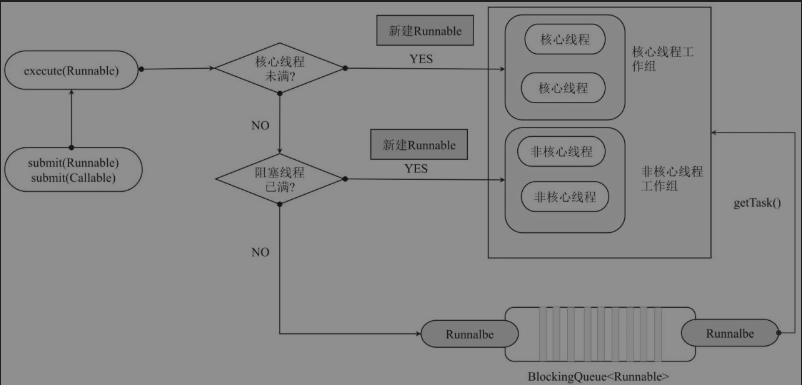 execute(Runnable)
submit(Runnable)
submit(Callable)
核心线程
未满?
YES
新建Runnable
核心线程
核心线程
核心线程工
作组
NO
阻塞线程
已满?
YES
新建Runnable
非核心线程
非核心线程
非核心线程
工作组
getTask()
NO
Runnalbe
Runnalbe
BlockingQueue<Runnable>